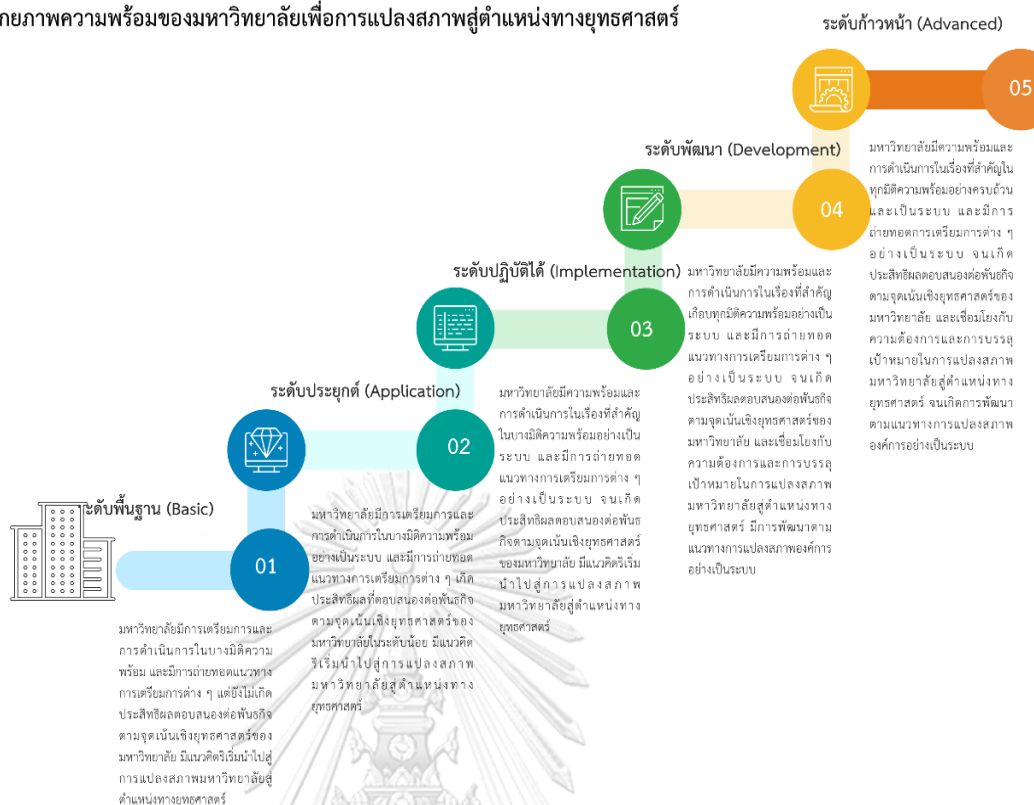 กยภาพความพร้อมของมหาวิทยาลัยเพื่อการแปลงสภาพสู่ตำแหน่งทางยุทธศาสตร์
ระดับก้าวหน้า (Advanced)
05
มหาวิทยาลัยมีความพร้อมและ
การดำเนินการในเรื่องที่สำคัญใน
ทุกมิติความพร้อมอย่างครบถ้วน
และเป็นระบบ และมีการ
ถ่ายทอดการเตรียมการต่าง ๆ
อย่างเป็นระบบ จนเกิด
ประสิทธิผลตอบสนองต่อพันธกิจ
ตามจุดเน้นเชิงยุทธศาสตร์ของ
มหาวิทยาลัย และเชื่อมโยงกับ
ความต้องการและการบรรลุ
เป้าหมายในการแปลงสภาพ
มหาวิทยาลัยสู่ตำแหน่งทาง
ยุทธศาสตร์ จนเกิดการพัฒนา
ตามแนวทางการแปลงสภาพ
องค์การอย่างเป็นระบบ
ระดับพัฒนา (Development)
04
มหาวิทยาลัยมีความพร้อมและ
การดำเนินการในเรื่องที่สำคัญ
เกือบทุกมิติความพร้อมอย่างเป็น
ระบบ และมีการถ่ายทอด
แนวทางการเตรียมการต่าง ๆ
อย่างเป็นระบบ จนเกิด
ประสิทธิผลตอบสนองต่อพันธกิจ
ตามจุดเน้นเชิงยุทธศาสตร์ของ
มหาวิทยาลัย และเชื่อมโยงกับ
ความต้องการและการบรรลุ
เป้าหมายในการแปลงสภาพ
มหาวิทยาลัยสู่ตำแหน่งทาง
ยุทธศาสตร์ มีการพัฒนาตาม
แนวทางการแปลงสภาพองค์การ
อย่างเป็นระบบ
ระดับปฏิบัติได้ (Implementation)
03
มหาวิทยาลัยมีความพร้อมและ
การดำเนินการในเรื่องที่สำคัญ
ในบางมิติความพร้อมอย่างเป็น
ระบบ และมีการถ่ายทอด
แนวทางการเตรียมการต่าง ๆ
อย่างเป็นระบบ จนเกิด
ประสิทธิผลตอบสนองต่อพันธ
กิจตามจุดเน้นเชิงยุทธศาสตร์
ของมหาวิทยาลัย มีแนวคิดริเริ่ม
นำไปสู่การแปลงสภาพ
มหาวิทยาลัยสู่ตำแหน่งทาง
ยุทธศาสตร์
ระดับประยุกต์ (Application)
02
มหาวิทยาลัยมีการเตรียมการและ
การดำเนินการในบางมิติความพร้อม
อย่างเป็นระบบ และมีการถ่ายทอด
แนวทางการเตรียมการต่าง ๆ เกิด
ประสิทธิผลที่ตอบสนองต่อพันธกิจ
ตามจุดเน้นเชิงยุทธศาสตร์ของ
มหาวิทยาลัยในระดับน้อย มีแนวคิด
ริเริ่มนำไปสู่การแปลงสภาพ
มหาวิทยาลัยสู่ตำแหน่งทาง
ยุทธศาสตร์
ระดับพื้นฐาน (Basic)
01
มหาวิทยาลัยมีการเตรียมการและ
การดำเนินการในบางมิติความ
พร้อม และมีการถ่ายทอดแนวทาง
การเตรียมการต่าง ๆ แต่ยังไม่เกิด
ประสิทธิผลตอบสนองต่อพันธกิจ
ตามจุดเน้นเชิงยุทธศาสตร์ของ
มหาวิทยาลัย มีแนวคิดริเริ่มนำไปสู่
การแปลงสภาพมหาวิทยาลัยสู่
ตำแหน่งทางยุทธศาสตร์